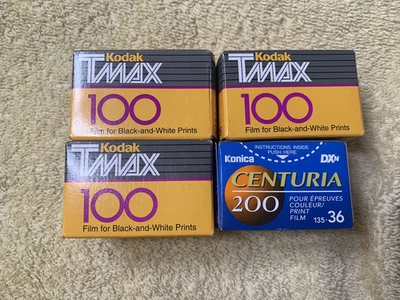 Kodak
TMAX
100
Film for Black-and-White Prints
Kodak
TMAX
100
Film for Black-and-White Prints
Kodak
TMAX
100
Film for Black-and-White Prints
INSTRUCTIONS INSIDE
PUSH HERE
Konica
DXN
CENTURIA
200
POUR ÉPREUVES
COULEUR/
PRINT
FILM
135-36